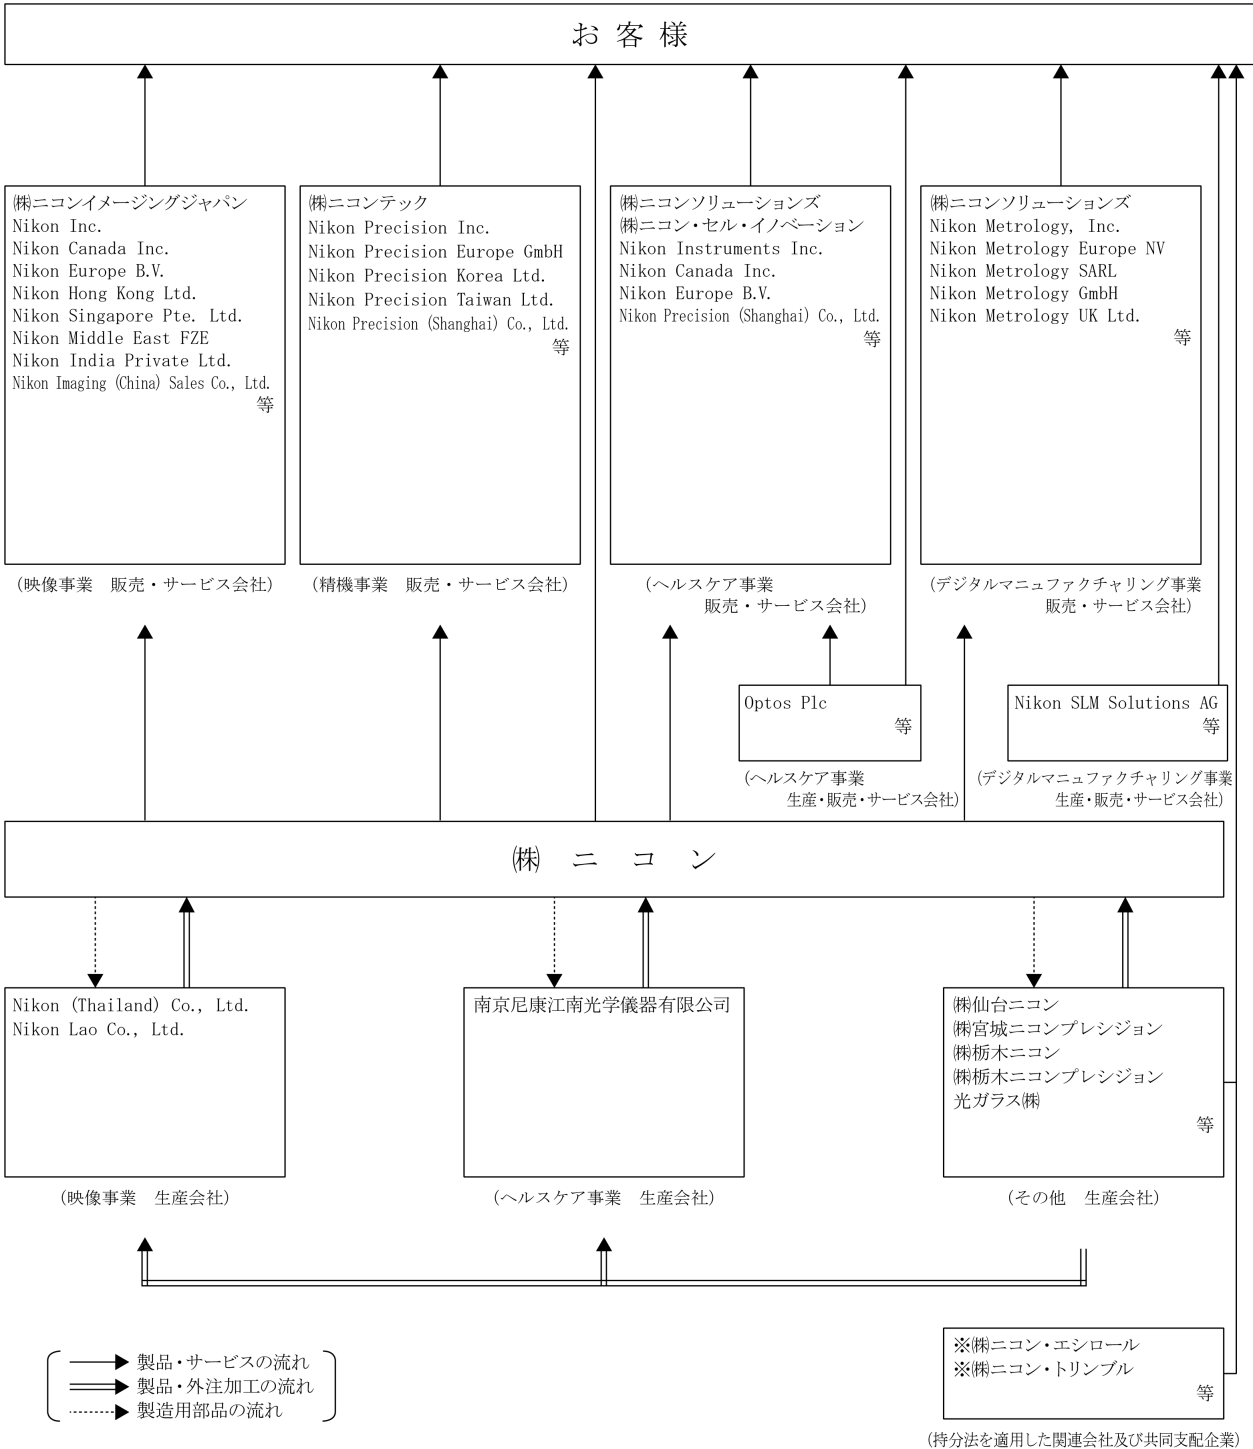 お客様
㈱ニコンイメージングジャパン
Nikon Inc.
Nikon Canada Inc.
Nikon Europe B.V.
Nikon Hong Kong Ltd.
Nikon Singapore Pte. Ltd.
Nikon Middle East FZE
Nikon India Private Ltd.
Nikon Imaging (China) Sales Co., Ltd.
等
(映像事業　販売・サービス会社)
㈱ニコンテック
Nikon Precision Inc.
Nikon Precision Europe GmbH
Nikon Precision Korea Ltd.
Nikon Precision Taiwan Ltd.
Nikon Precision (Shanghai) Co., Ltd.
等
(精機事業　販売・サービス会社)
㈱ニコンソリューションズ
㈱ニコン・セル・イノベーション
Nikon Instruments Inc.
Nikon Canada Inc.
Nikon Europe B.V.
Nikon Precision (Shanghai) Co., Ltd.
等
(ヘルスケア事業
販売・サービス会社)
㈱ニコンソリューションズ
Nikon Metrology, Inc.
Nikon Metrology Europe NV
Nikon Metrology SARL
Nikon Metrology GmbH
Nikon Metrology UK Ltd.
等
(デジタルマニュファクチャリング事業
販売・サービス会社)
Optos Plc
等
(ヘルスケア事業
生産・販売・サービス会社)
Nikon SLM Solutions AG
等
(デジタルマニュファクチャリング事業
生産・販売・サービス会社)
㈱ ニ コ ン
Nikon (Thailand) Co., Ltd.
Nikon Lao Co., Ltd.
(映像事業　生産会社)
南京尼康江南光学儀器有限公司
(ヘルスケア事業　生産会社)
㈱仙台ニコン
㈱宮城ニコンプレシジョン
㈱栃木ニコン
㈱栃木ニコンプレシジョン
光ガラス㈱
等
(その他　生産会社)
※㈱ニコン・エシロール
※㈱ニコン・トリンブル
等
(持分法を適用した関連会社及び共同支配企業)
製品・サービスの流れ
製品・外注加工の流れ
製造用部品の流れ